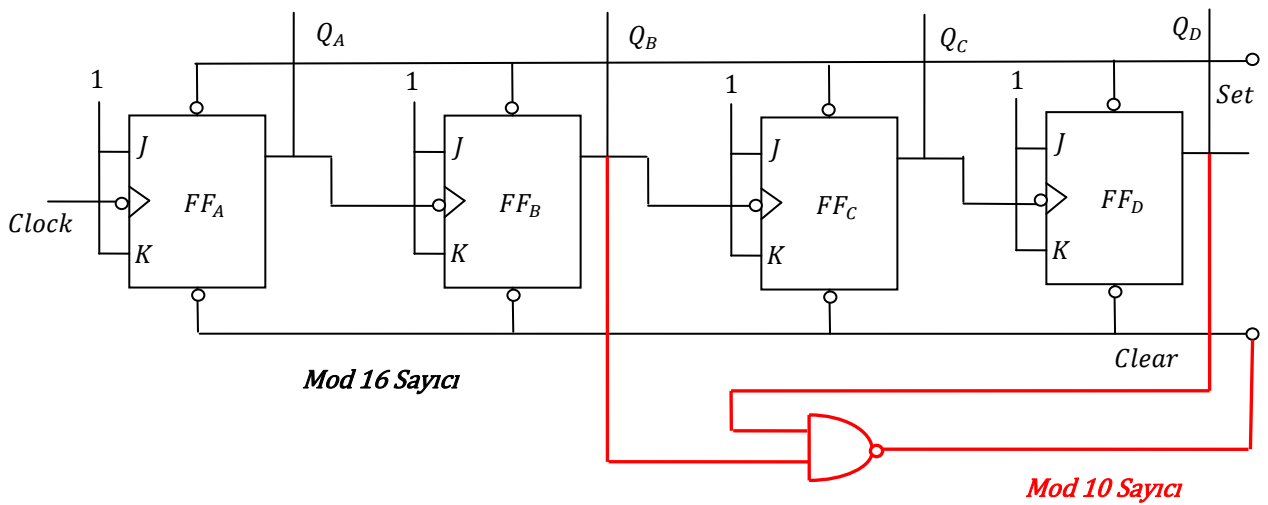 Q_A
Q_B
Q_C
Q_D
1
1
1
1
Set
J
J
J
J
FF_A
FF_B
FF_C
FF_D
Clock
K
K
K
K
Clear
Mod 16 Sayıcı
Mod 10 Sayıcı